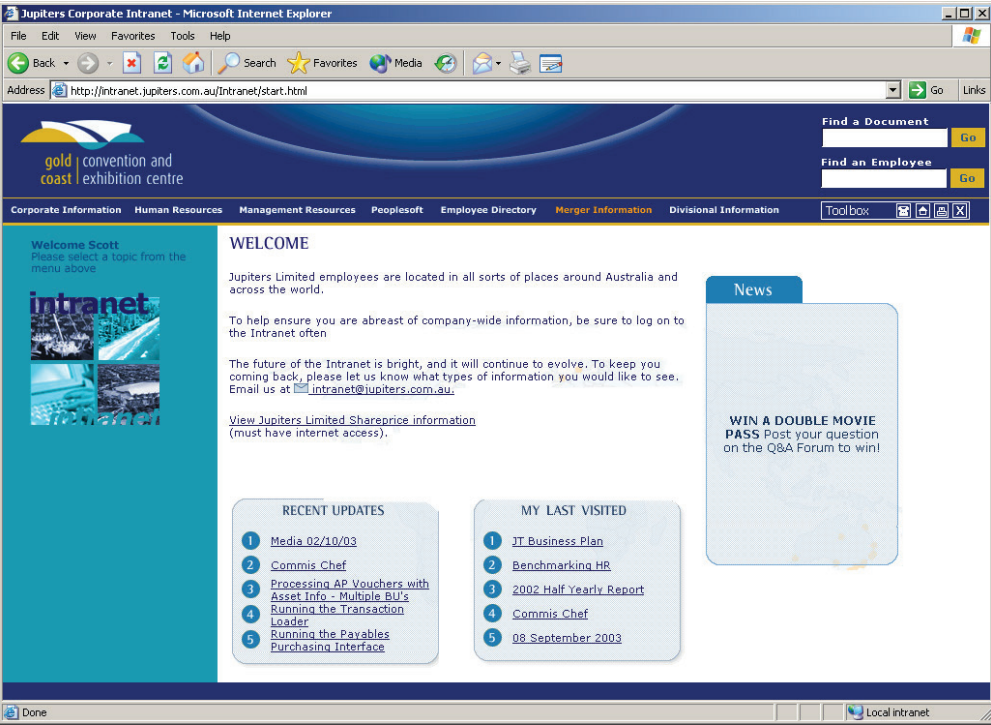 Jupiters Corporate Intranet - Microsoft Internet Explorer
File Edit View Favorites Tools Help
Back Search Favorites Media
Address http://intranet.jupiters.com.au/Intranet/start.html Go Links
gold convention and
coast exhibition centre
Find a Document
Go
Find an Employee
Go
Corporate Information Human Resources Management Resources Peoplesoft Employee Directory Merger Information Divisional Information Toolbox
Welcome Scott
Please select a topic from the
menu above
intranet
intranet
WELCOME
Jupiters Limited employees are located in all sorts of places around Australia and
across the world.
To help ensure you are abreast of company-wide information, be sure to log on to
the Intranet often
The future of the Intranet is bright, and it will continue to evolve. To keep you
coming back, please let us know what types of information you would like to see.
Email us at intranet@jupiters.com.au.
View Jupiters Limited Shareprice information
(must have internet access).
News
WIN A DOUBLE MOVIE
PASS Post your question
on the Q&A Forum to win!
RECENT UPDATES
1 Media 02/10/03
2 Commis Chef
3 Processing AP Vouchers with
Asset Info - Multiple BU's
4 Running the Transaction
Loader
5 Running the Payables
Purchasing Interface
MY LAST VISITED
1 JT Business Plan
2 Benchmarking HR
3 2002 Half Yearly Report
4 Commis Chef
5 08 September 2003
Done Local intranet